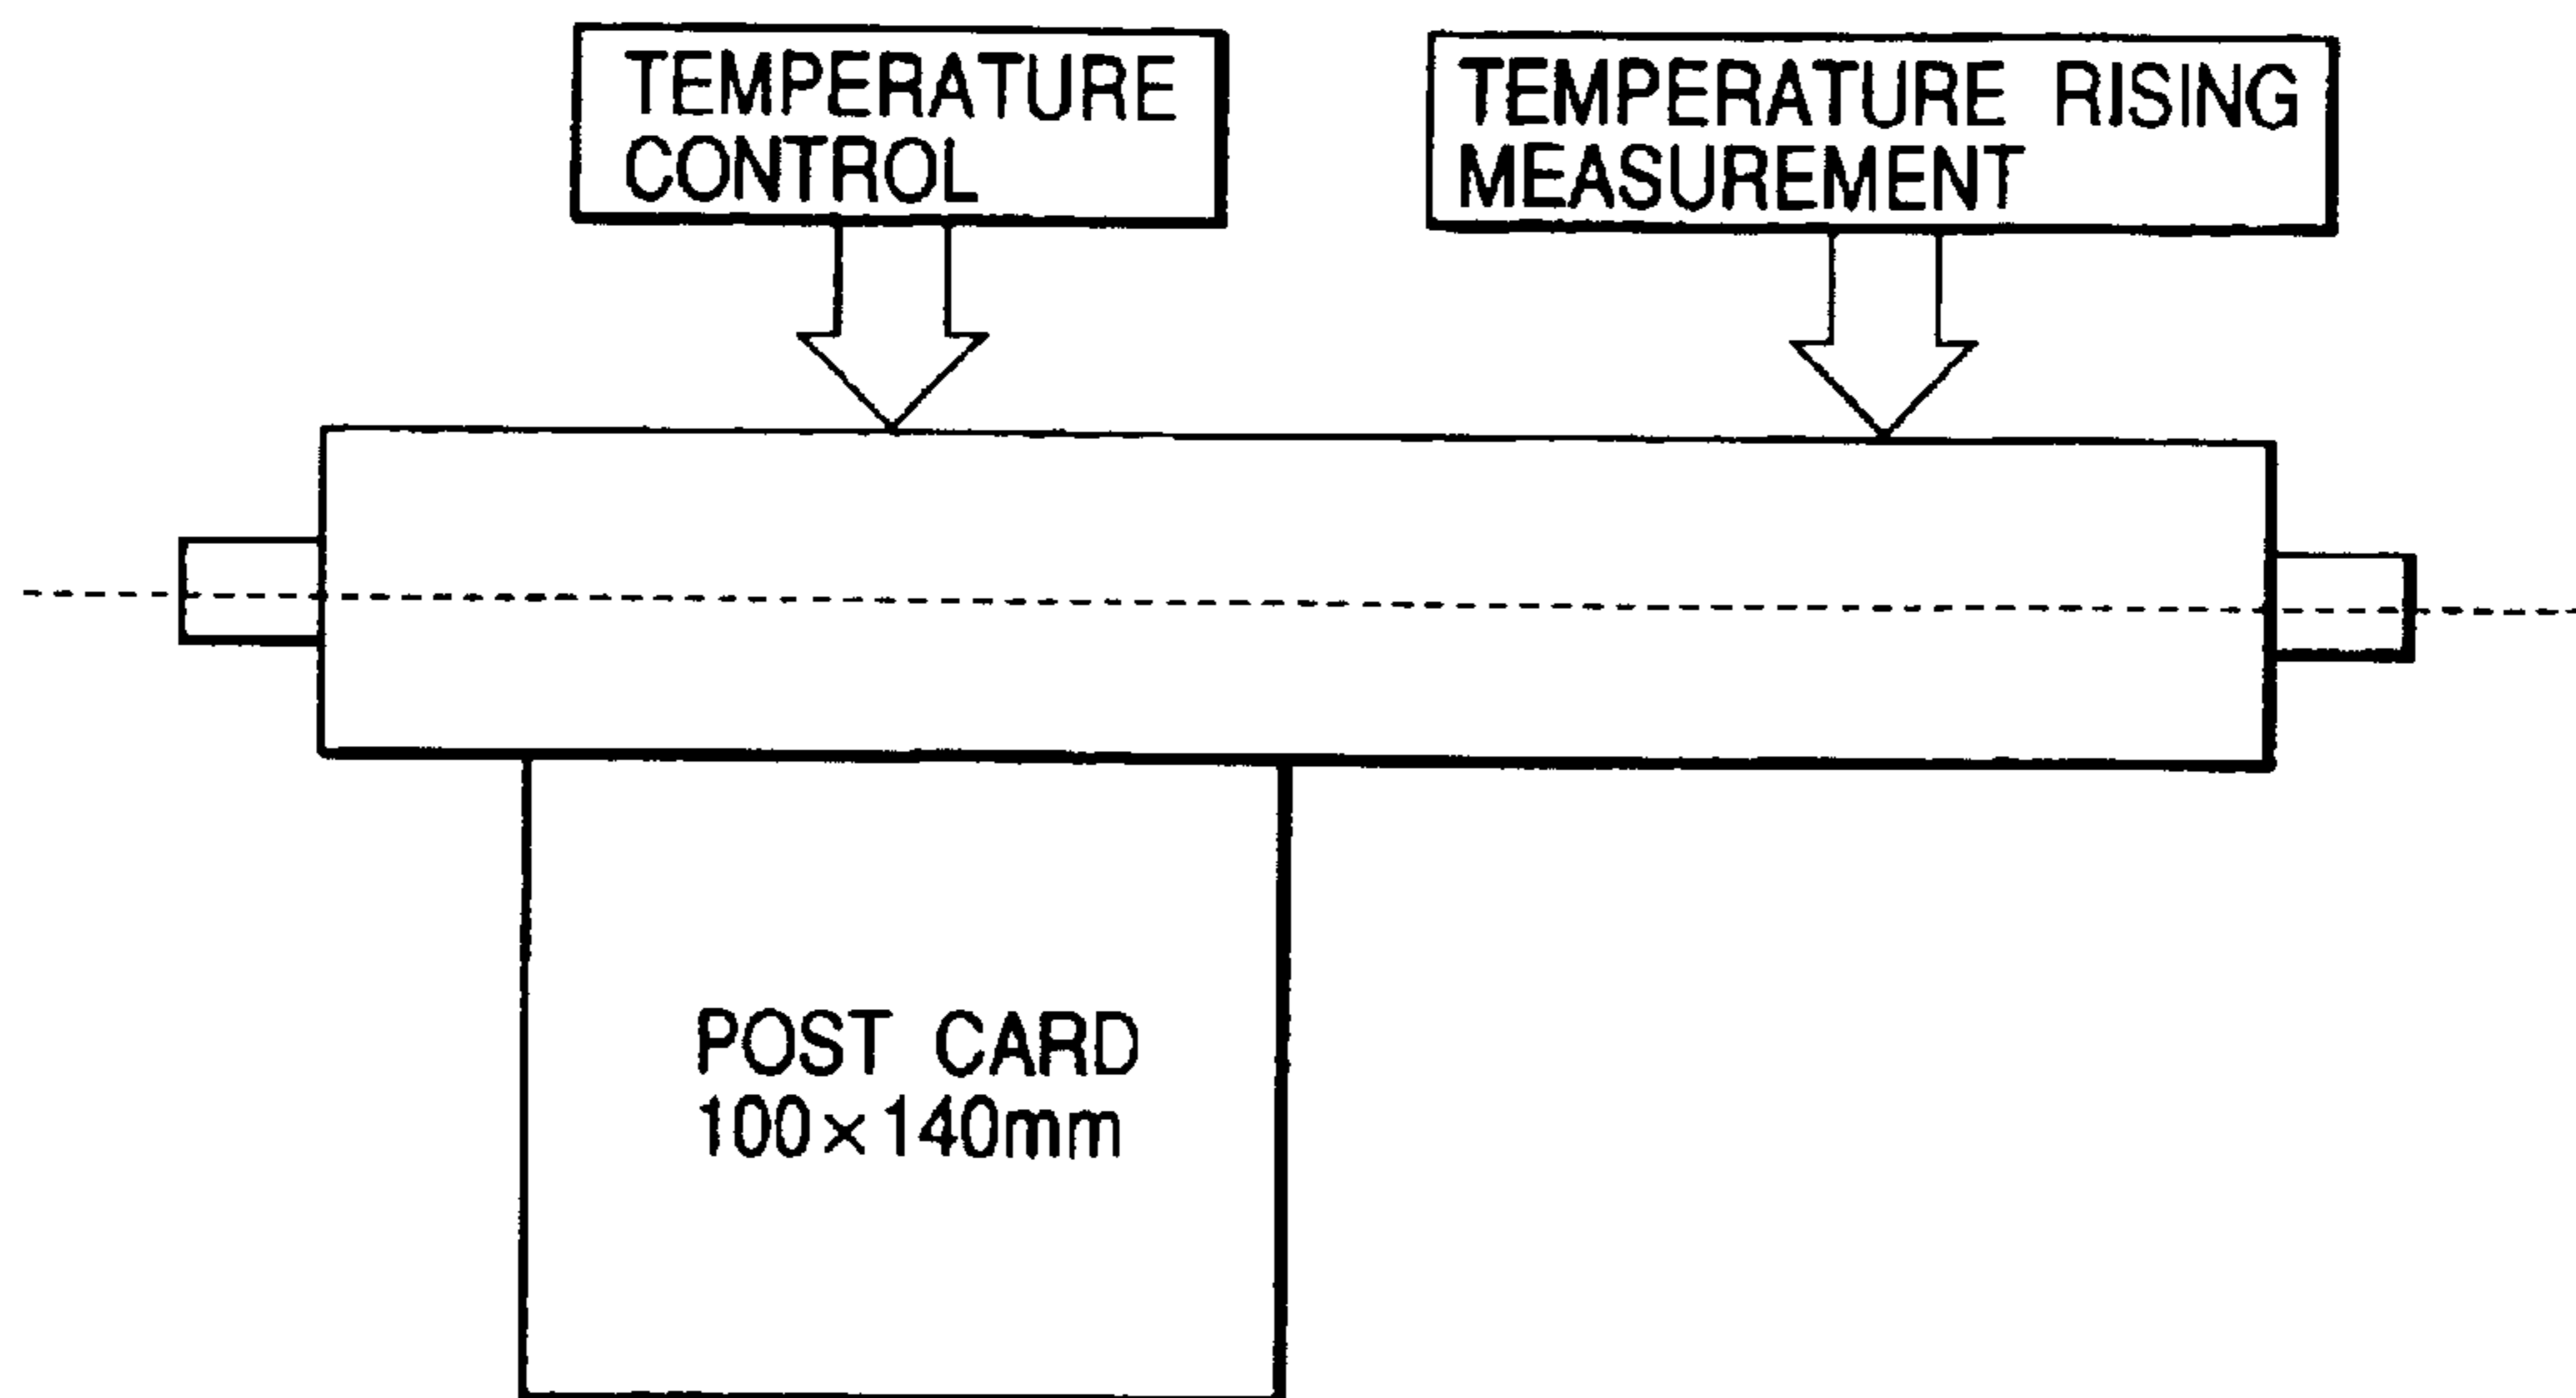 TEMPERATURE
CONTROL
TEMPERATURE RISING
MEASUREMENT
POST CARD
100×140mm